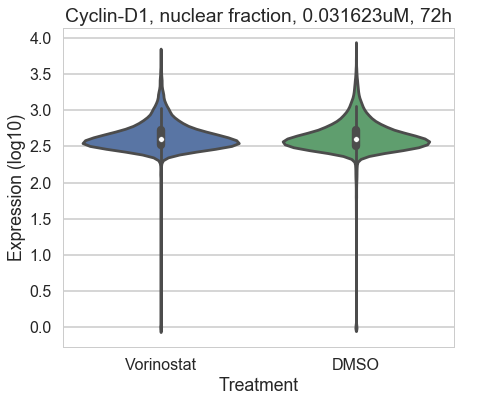 Cyclin-D1, nuclear fraction, 0.031623uM, 72h
Expression (log10)
4.0
3.5
3.0
2.5
2.0
1.5
1.0
0.5
0.0
Vorinostat DMSO
Treatment